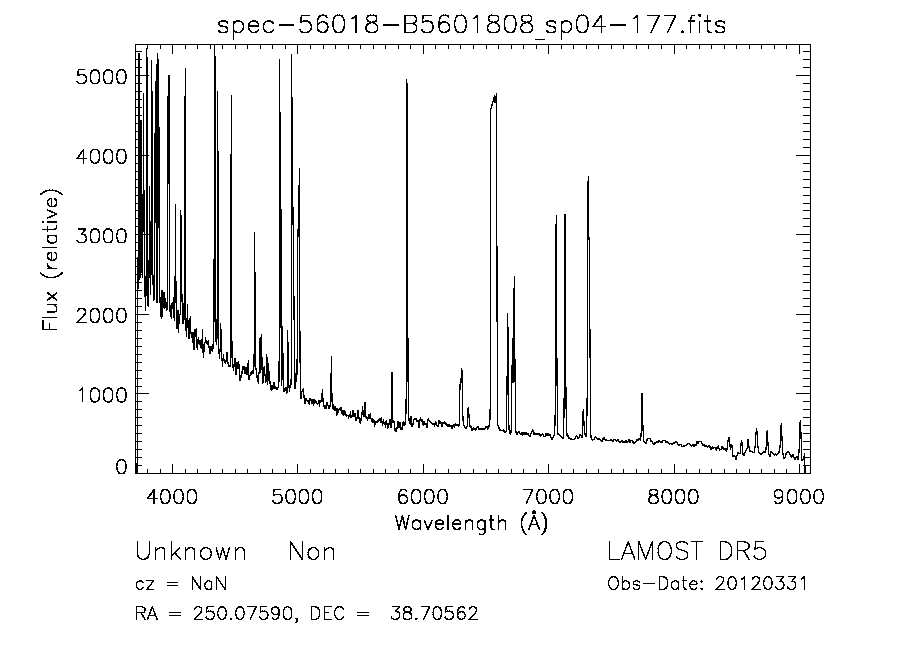 spec-56018-B5601808_sp04-177.fits
5000
4000
3000
2000
1000
0
Flux (relative)
4000 5000 6000 7000 8000 9000
Wavelength (Å)
Unknown Non LAMOST DR5
cz = NaN Obs-Date: 20120331
RA = 250.07590, DEC = 38.70562